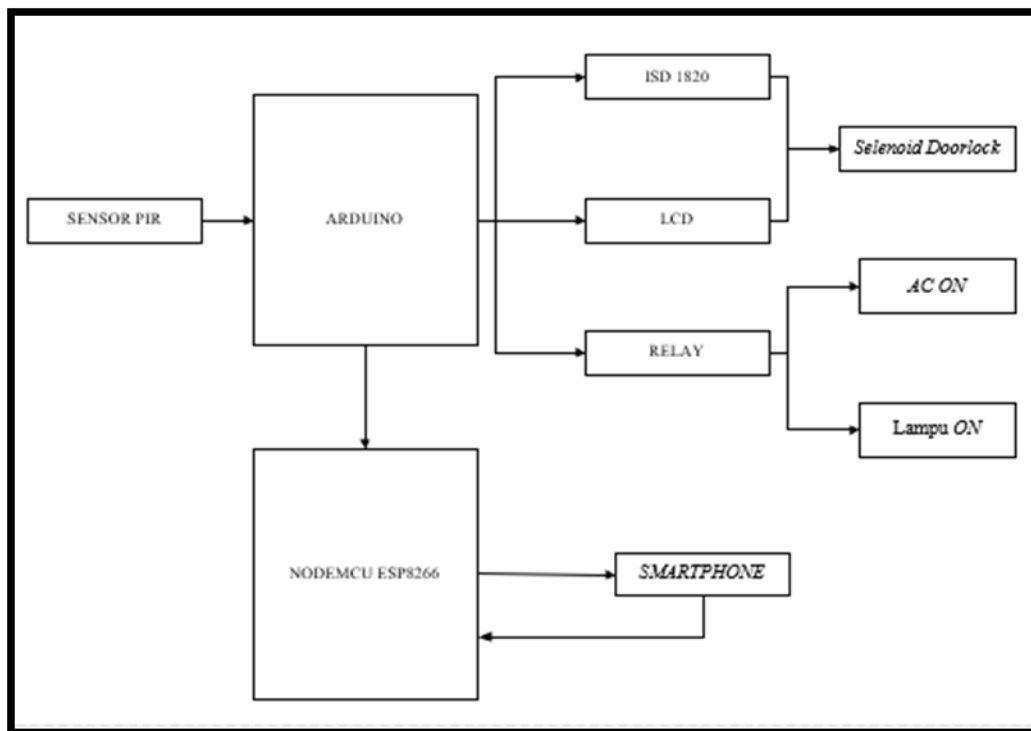 ISD 1820
Selenoid Doorlock
SENSOR PIR
ARDUINO
LCD
AC ON
RELAY
Lampu ON
NODEMCU ESP8266
SMARTPHONE